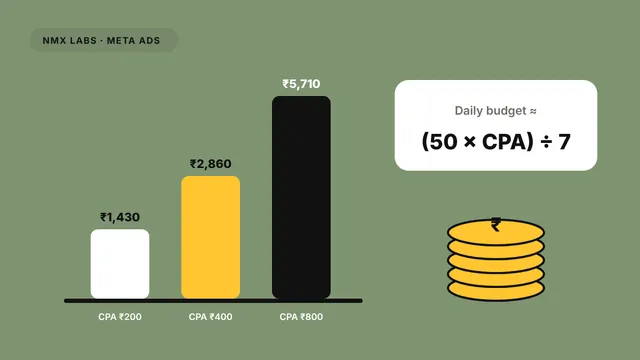 NMX LABS · META ADS
₹5,710
₹2,860
₹1,430
CPA ₹200
CPA ₹400
CPA ₹800
Daily budget ≈
(50 × CPA) ÷ 7
₹